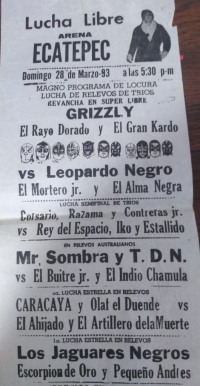 Lucha Libre
ARENA
ECATEPEC
Domingo 28 de Marzo-93 a las 5:30 p-m
MAGNO PROGRAMA DE LOCURA
LUCHA DE RELEVOS DE TRIOS
REVANCHA EN SUPER LIBRE
GRIZZLY
El Rayo Dorado y El Gran Kardo
vs Leopardo Negro
El Mortero jr. y El Alma Negra
LUCHA SEMIFINAL DE TRIOS
Corsario, Razama y Contreras jr.
vs Rey del Espacio, Iko y Estallido
EN RELEVOS AUSTRALIANOS
Mr. Sombra y T. D. N.
vs El Buitre jr. y El Indio Chamula
LUCHA ESTRELLA EN RELEVOS
CARACAYA y Olaf el Duende vs
El Ahijado y El Artillero dela Muerte
1a. LUCHA ESTRELLA EN RELEVOS
Los Jaguares Negros
Escorpion de Oro y Pequeño Andres